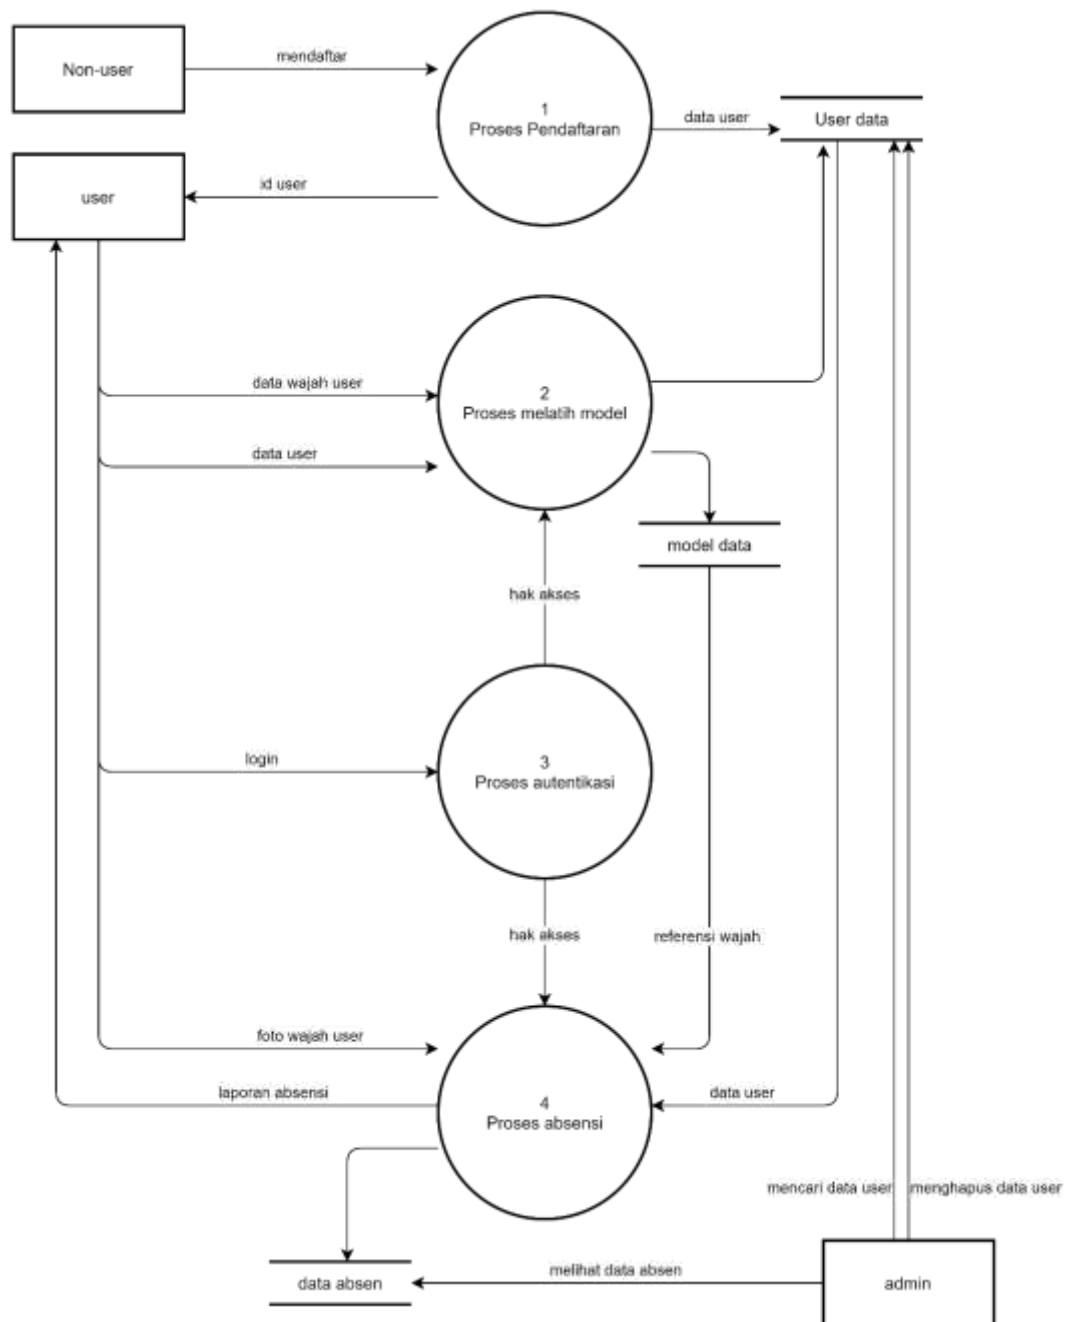 mendaftar
Non-user
1
Proses Pendaftaran
data user
User data
id user
user
data wajah user
2
Proses melatih model
data user
model data
hak akses
login
3
Proses autentikasi
hak akses
referensi wajah
foto wajah user
laporan absensi
4
Proses absensi
data user
mencari data user
menghapus data user
melihat data absen
data absen
admin